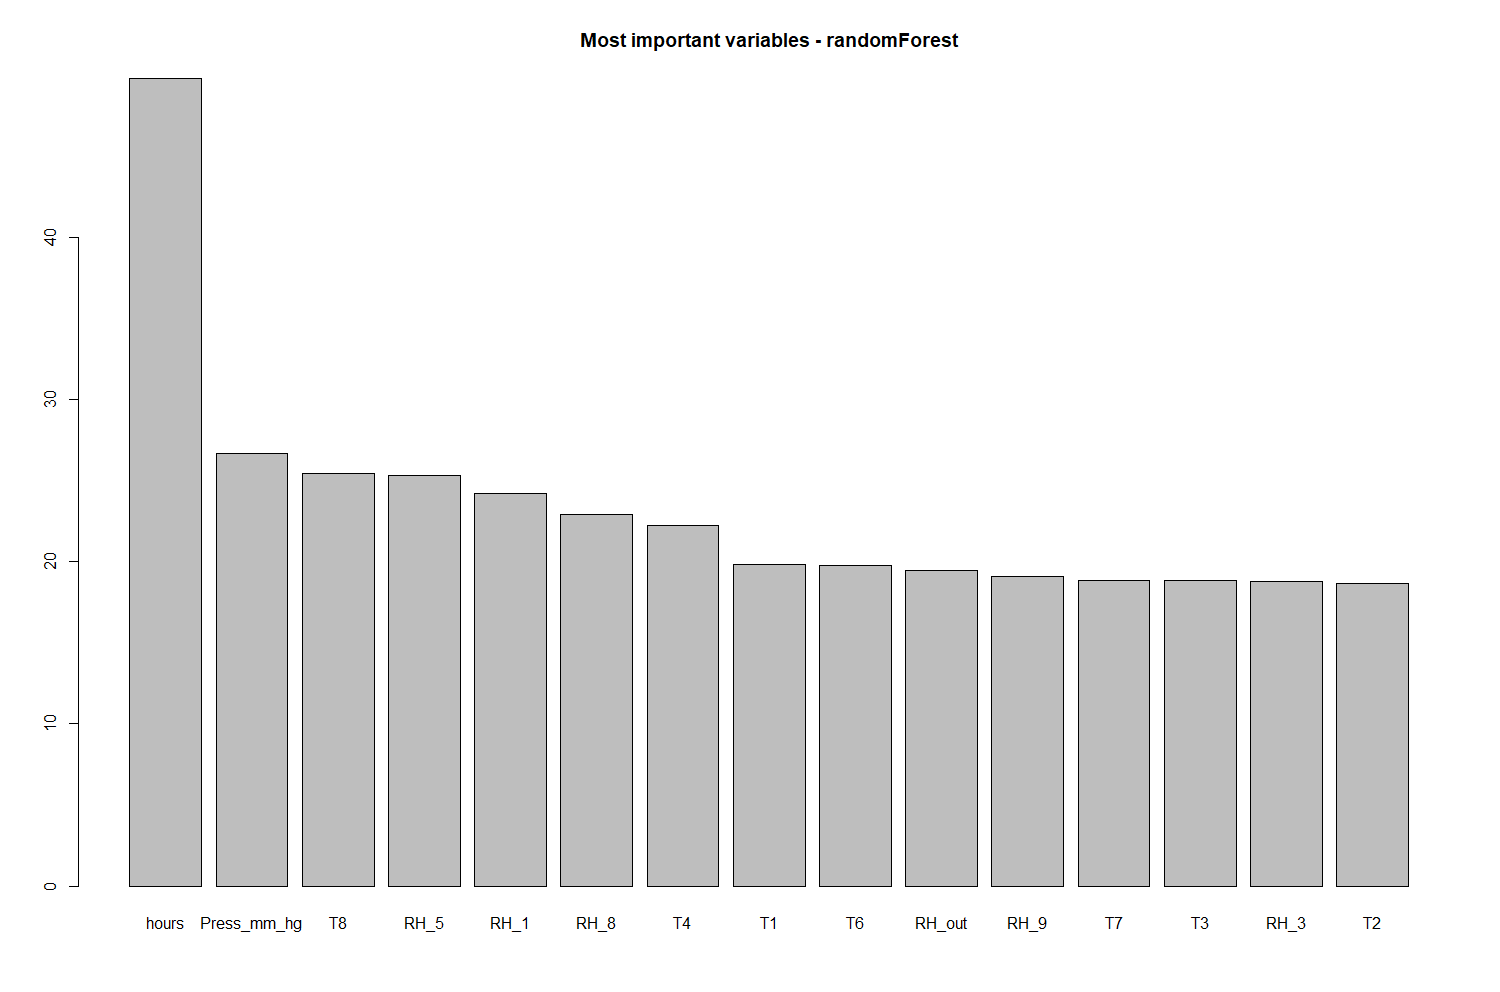 Most important variables - randomForest
40
30
20
10
0
hours Press_mm_hg T8 RH_5 RH_1 RH_8 T4 T1 T6 RH_out RH_9 T7 T3 RH_3 T2